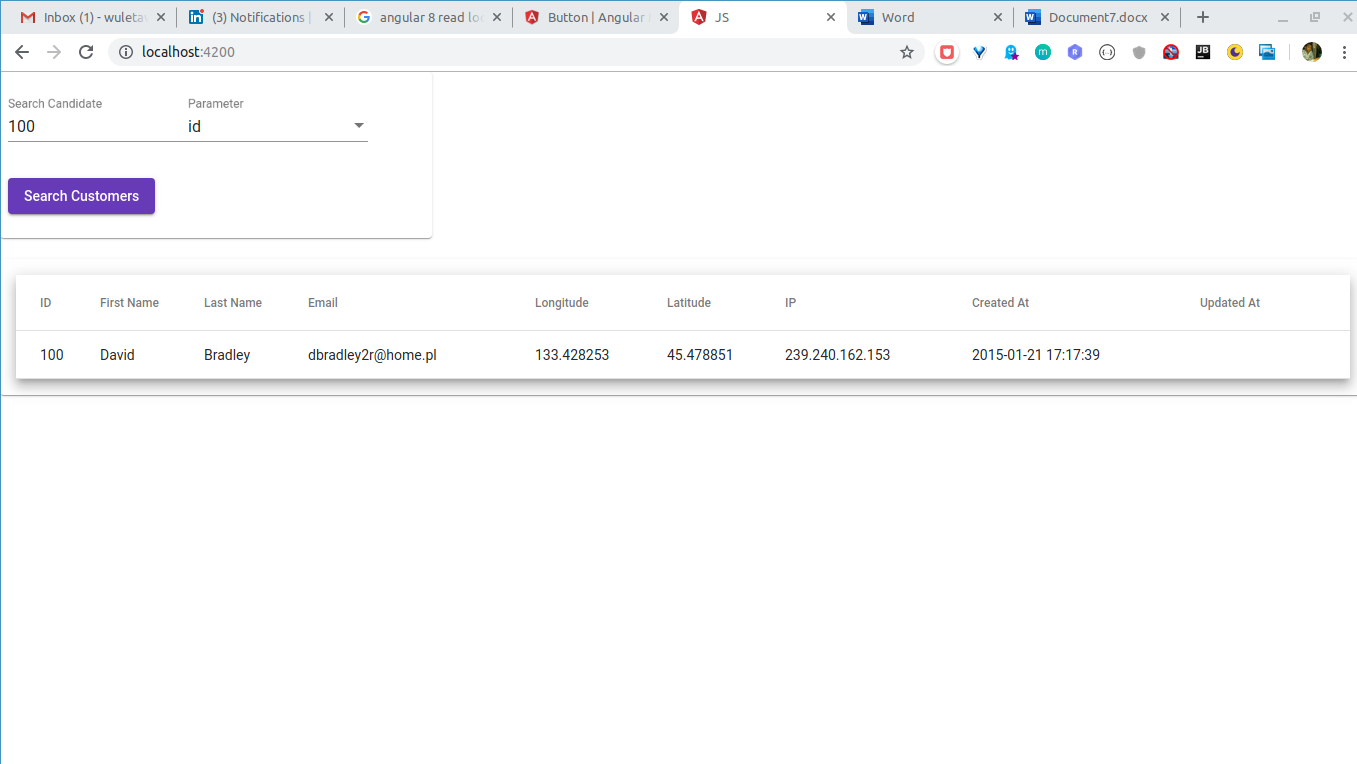 Inbox (1) - wuleta
(3) Notifications |
angular 8 read lo
Button | Angular
JS
Word
Document7.docx
localhost:4200
m
R
{··}
JB
Search Candidate
Parameter
100
id
Search Customers
ID First Name Last Name Email Longitude Latitude IP Created At Updated At
100 David Bradley dbradley2r@home.pl 133.428253 45.478851 239.240.162.153 2015-01-21 17:17:39